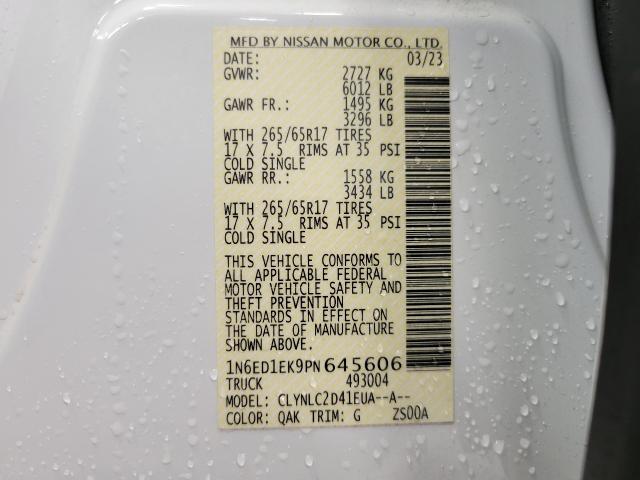 MFD BY NISSAN MOTOR CO., LTD.
DATE: 03/23
GVWR: 2727 KG
6012 LB
GAWR FR.: 1495 KG
3296 LB
WITH 265/65R17 TIRES
17 X 7.5 RIMS AT 35 PSI
COLD SINGLE
GAWR RR.: 1558 KG
3434 LB
WITH 265/65R17 TIRES
17 X 7.5 RIMS AT 35 PSI
COLD SINGLE
THIS VEHICLE CONFORMS TO
ALL APPLICABLE FEDERAL
MOTOR VEHICLE SAFETY AND
THEFT PREVENTION
STANDARDS IN EFFECT ON
THE DATE OF MANUFACTURE
SHOWN ABOVE.
1N6ED1EK9PN645606
TRUCK 493004
MODEL: CLYNLC2D41EUA--A--
COLOR: QAK TRIM: G ZS00A